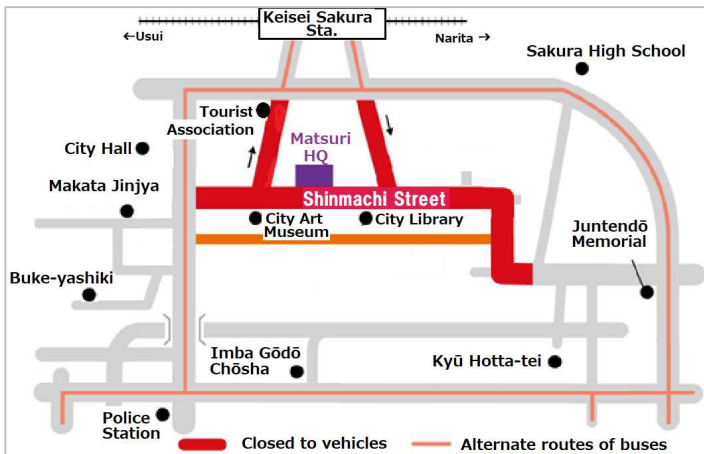 Keisei Sakura
Sta.
←Usui
Narita →
Sakura High School
Tourist
Association
City Hall
Matsuri
HQ
Makata Jinjya
Shinmachi Street
City Art
Museum
City Library
Juntendō
Memorial
Buke-yashiki
Imba Gōdō
Chōsha
Kyū Hotta-tei
Police
Station
Closed to vehicles
Alternate routes of buses